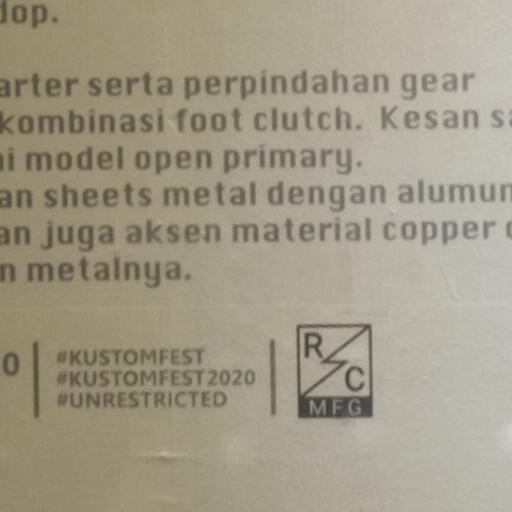 dop.
arter serta perpindahan gear
kombinasi foot clutch. Kesan sa
ni model open primary.
an sheets metal dengan alumun
an juga aksen material copper
n metalnya.
0
#KUSTOMFEST
#KUSTOMFEST2020
#UNRESTRICTED
R
C
MFG